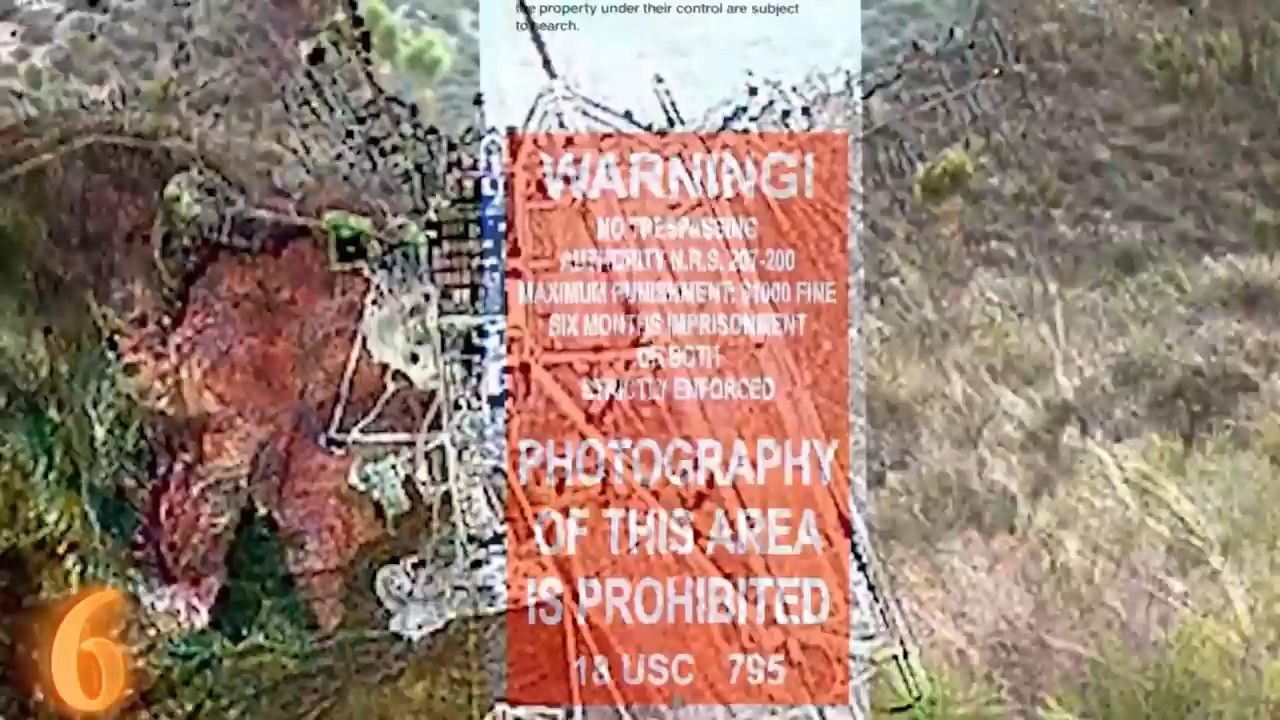 the property under their control are subject
to search.
WARNING!
NO TRESPASSING
AUTHORITY N.R.S. 207-200
MAXIMUM PUNISHMENT: $1000 FINE
SIX MONTHS IMPRISONMENT
OR BOTH
STRICTLY ENFORCED
PHOTOGRAPHY
OF THIS AREA
IS PROHIBITED
18 USC 795
6